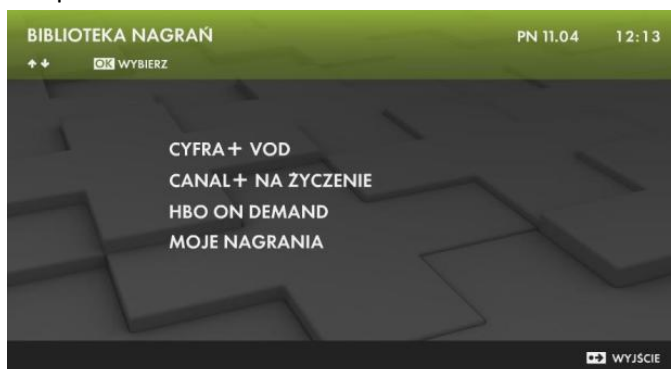 BIBLIOTEKA NAGRAŃ PN 11.04 12:13
OK WYBIERZ
CYFRA+ VOD
CANAL+ NA ŻYCZENIE
HBO ON DEMAND
MOJE NAGRANIA
WYJŚCIE